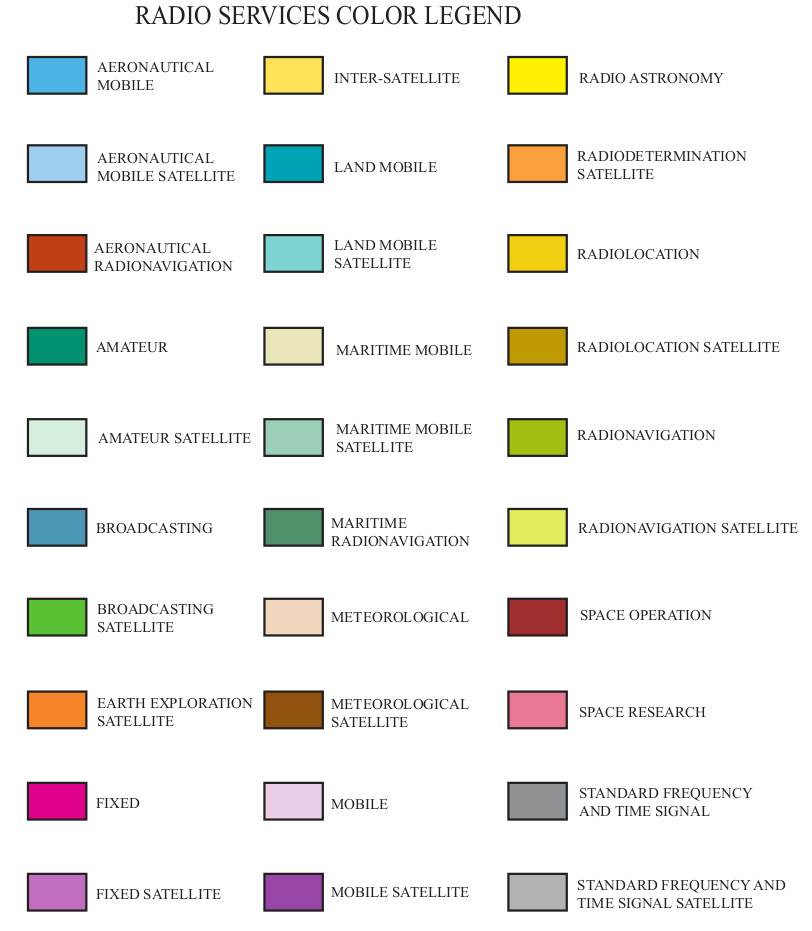 RADIO SERVICES COLOR LEGEND
AERONAUTICAL
MOBILE
AERONAUTICAL
MOBILE SATELLITE
AERONAUTICAL
RADIONAVIGATION
AMATEUR
AMATEUR SATELLITE
BROADCASTING
BROADCASTING
SATELLITE
EARTH EXPLORATION
SATELLITE
FIXED
FIXED SATELLITE
INTER-SATELLITE
LAND MOBILE
LAND MOBILE
SATELLITE
MARITIME MOBILE
MARITIME MOBILE
SATELLITE
MARITIME
RADIONAVIGATION
METEOROLOGICAL
METEOROLOGICAL
SATELLITE
MOBILE
MOBILE SATELLITE
RADIO ASTRONOMY
RADIODETERMINATION
SATELLITE
RADIOLOCATION
RADIOLOCATION SATELLITE
RADIONAVIGATION
RADIONAVIGATION SATELLITE
SPACE OPERATION
SPACE RESEARCH
STANDARD FREQUENCY
AND TIME SIGNAL
STANDARD FREQUENCY AND
TIME SIGNAL SATELLITE